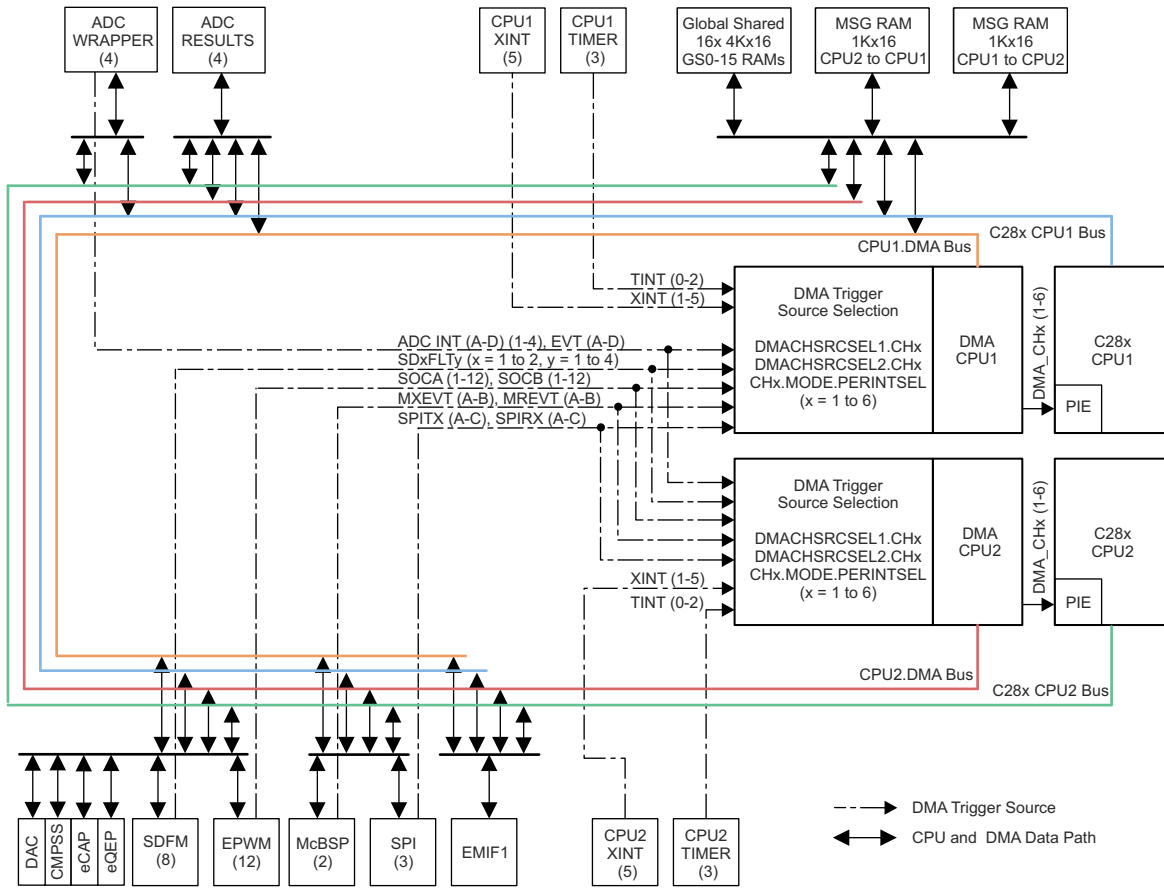 ADC
WRAPPER
(4)
ADC
RESULTS
(4)
CPU1
XINT
(5)
CPU1
TIMER
(3)
Global Shared
16x 4Kx16
GS0-15 RAMs
MSG RAM
1Kx16
CPU2 to CPU1
MSG RAM
1Kx16
CPU1 to CPU2
C28x CPU1 Bus
CPU1.DMA Bus
TINT (0-2)
XINT (1-5)
ADC INT (A-D) (1-4), EVT (A-D)
SDxFLTy (x = 1 to 2, y = 1 to 4)
SOCA (1-12), SOCB (1-12)
MXEVT (A-B), MREVT (A-B)
SPITX (A-C), SPIRX (A-C)
DMA Trigger
Source Selection
DMACHSRCSEL1.CHx
DMACHSRCSEL2.CHx
CHx.MODE.PERINTSEL
(x = 1 to 6)
DMA
CPU1
DMA_CHx (1-6)
C28x
CPU1
PIE
DMA Trigger
Source Selection
DMACHSRCSEL1.CHx
DMACHSRCSEL2.CHx
CHx.MODE.PERINTSEL
(x = 1 to 6)
DMA
CPU2
DMA_CHx (1-6)
C28x
CPU2
PIE
XINT (1-5)
TINT (0-2)
CPU2.DMA Bus
C28x CPU2 Bus
DAC
CMPSS
eCAP
eQEP
SDFM
(8)
EPWM
(12)
McBSP
(2)
SPI
(3)
EMIF1
CPU2
XINT
(5)
CPU2
TIMER
(3)
DMA Trigger Source
CPU and DMA Data Path